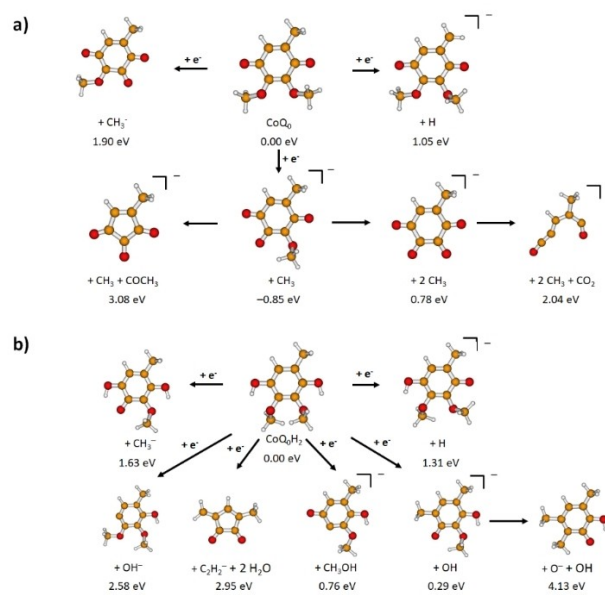 a)
+ e-
+ e-
+ CH3-
CoQ0
+ H
1.90 eV
0.00 eV
1.05 eV
+ e-
+ CH3 + COCH3
+ CH3
+ 2 CH3
+ 2 CH3 + CO2
3.08 eV
–0.85 eV
0.78 eV
2.04 eV
b)
+ e-
+ e-
+ CH3–
CoQ0H2
+ H
1.63 eV
0.00 eV
1.31 eV
+ e-
+ e-
+ e-
+ e-
+ OH–
+ C2H2– + 2 H2O
+ CH3OH
+ OH
+ O– + OH
2.58 eV
2.95 eV
0.76 eV
0.29 eV
4.13 eV